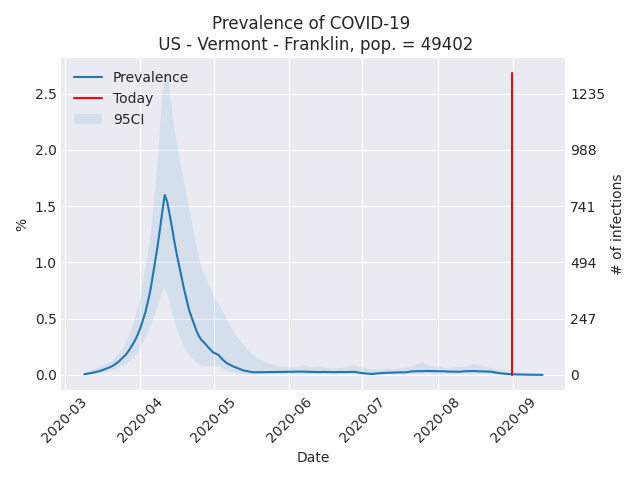 Prevalence of COVID-19
US - Vermont - Franklin, pop. = 49402
Prevalence
Today
95CI
2.5
2.0
1.5
1.0
0.5
0.0
%
1235
988
741
494
247
0
# of infections
2020-03
2020-04
2020-05
2020-06
2020-07
2020-08
2020-09
Date